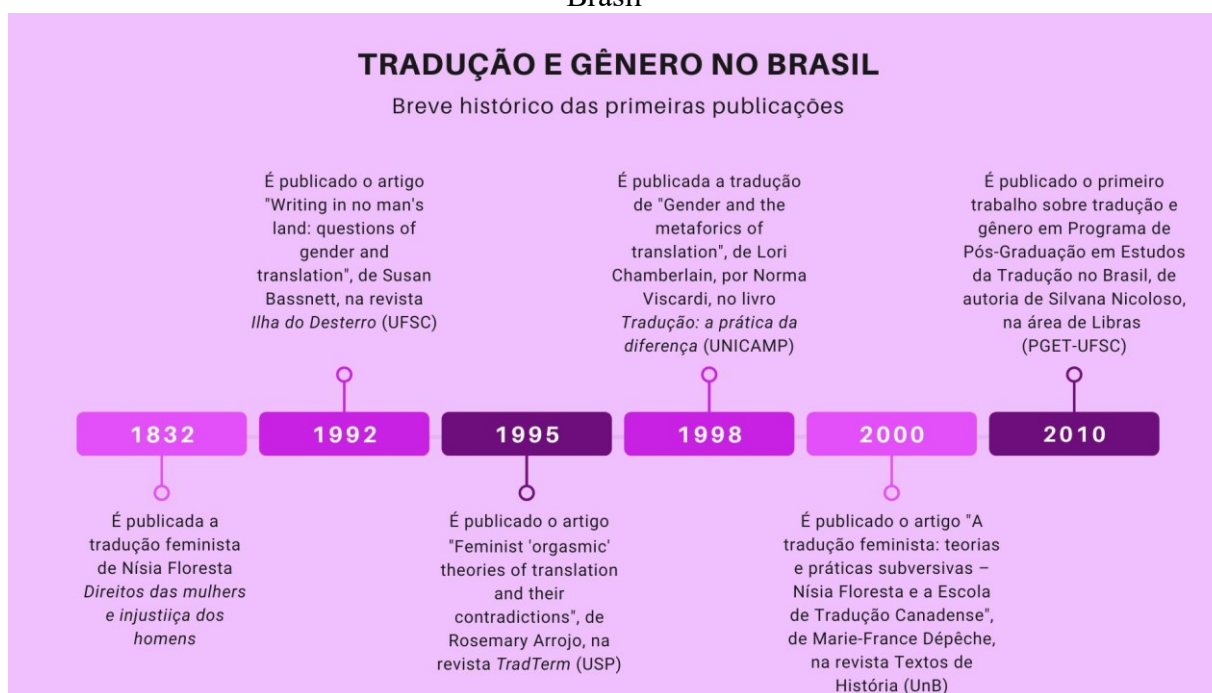 Brasil
TRADUÇÃO E GÊNERO NO BRASIL
Breve histórico das primeiras publicações
É publicado o artigo
"Writing in no man's
land: questions of
gender and
translation", de Susan
Bassnett, na revista
Ilha do Desterro (UFSC)
É publicada a tradução
de "Gender and the
metaforics of
translation", de Lori
Chamberlain, por Norma
Viscardi, no livro
Tradução: a prática da
diferença (UNICAMP)
É publicado o primeiro
trabalho sobre tradução e
gênero em Programa de
Pós-Graduação em Estudos
da Tradução no Brasil, de
autoria de Silvana Nicoloso,
na área de Libras
(PGET-UFSC)
1832
1992
1995
1998
2000
2010
É publicada a
tradução feminista
de Nísia Floresta
Direitos das mulhers
e injustiiça dos
homens
É publicado o artigo
"Feminist 'orgasmic'
theories of translation
and their
contradictions", de
Rosemary Arrojo, na
revista TradTerm (USP)
É publicado o artigo "A
tradução feminista: teorias
e práticas subversivas –
Nísia Floresta e a Escola
de Tradução Canadense",
de Marie-France Dépêche,
na revista Textos de
História (UnB)